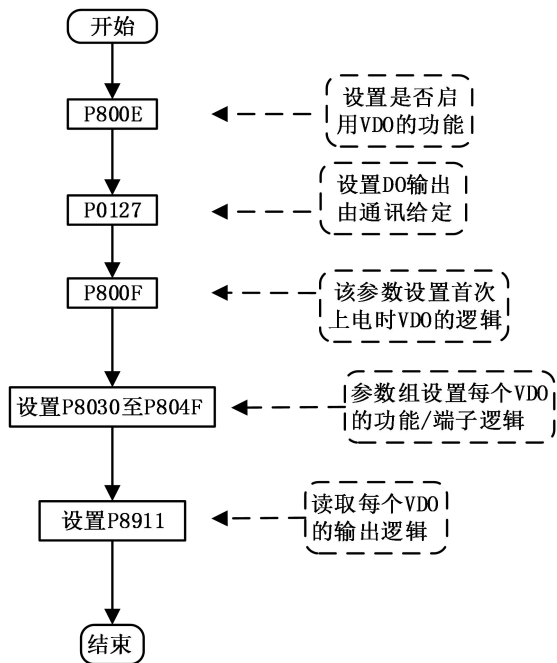 开始
P800E
设置是否启
用VDO的功能
P0127
设置DO输出
由通讯给定
P800F
该参数设置首次
上电时VDO的逻辑
设置P8030至P804F
参数组设置每个VDO
的功能/端子逻辑
设置P8911
读取每个VDO
的输出逻辑
结束